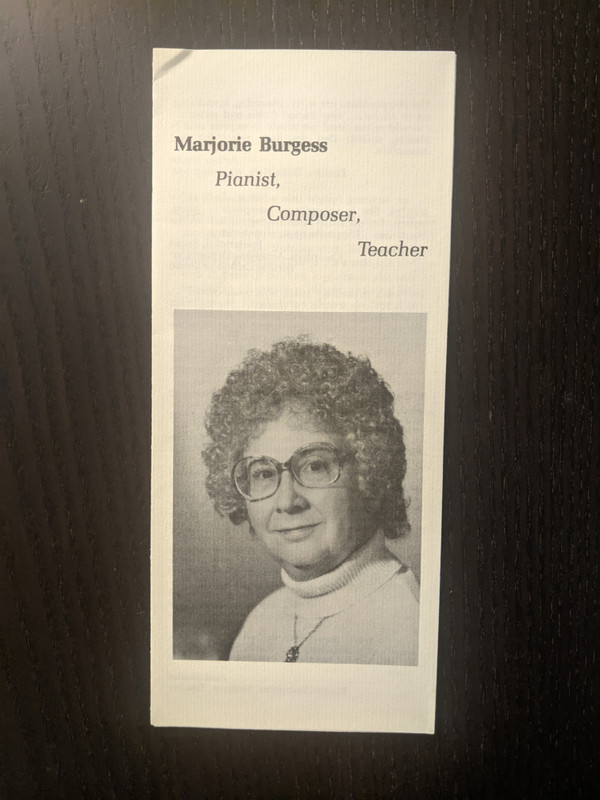 Marjorie Burgess
Pianist,
Composer,
Teacher